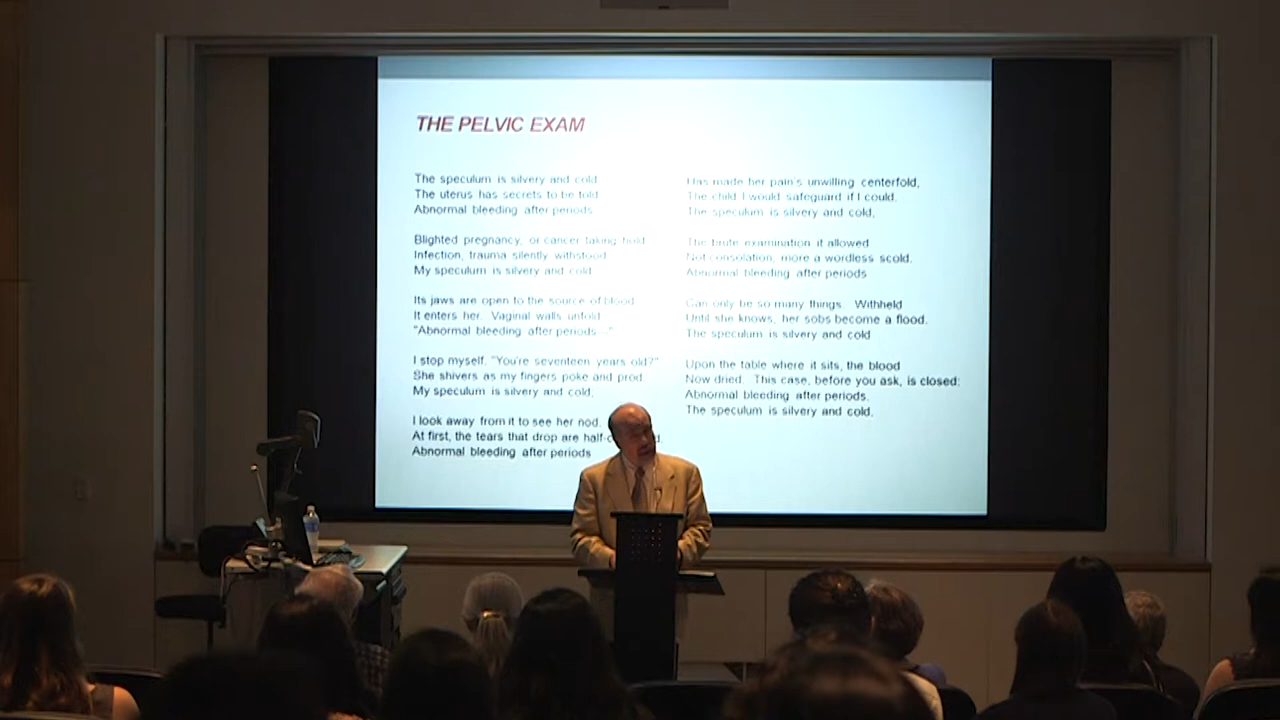 THE PELVIC EXAM
The speculum is silvery and cold
The uterus has secrets to be told
Abnormal bleeding after periods
Blighted pregnancy, or cancer taking hold
Infection, trauma silently withstood
My speculum is silvery and cold
Its jaws are open to the source of blood
It enters her. Vaginal walls unfold
"Abnormal bleeding after periods—"
I stop myself. "You're seventeen years old?"
She shivers as my fingers poke and prod
My speculum is silvery and cold,
I look away from it to see her nod.
At first, the tears that drop are
Abnormal bleeding after periods
Has made her pain's unwilling centerfold,
The child I would safeguard if I could.
The speculum is silvery and cold,
The brute examination it allowed
Not consolation, more a wordless scold.
Abnormal bleeding after periods
Can only be so many things. Withheld
Until she knows, her sobs become a flood.
The speculum is silvery and cold
Upon the table where it sits, the blood
Now dried. This case, before you ask, is closed:
Abnormal bleeding after periods.
The speculum is silvery and cold.